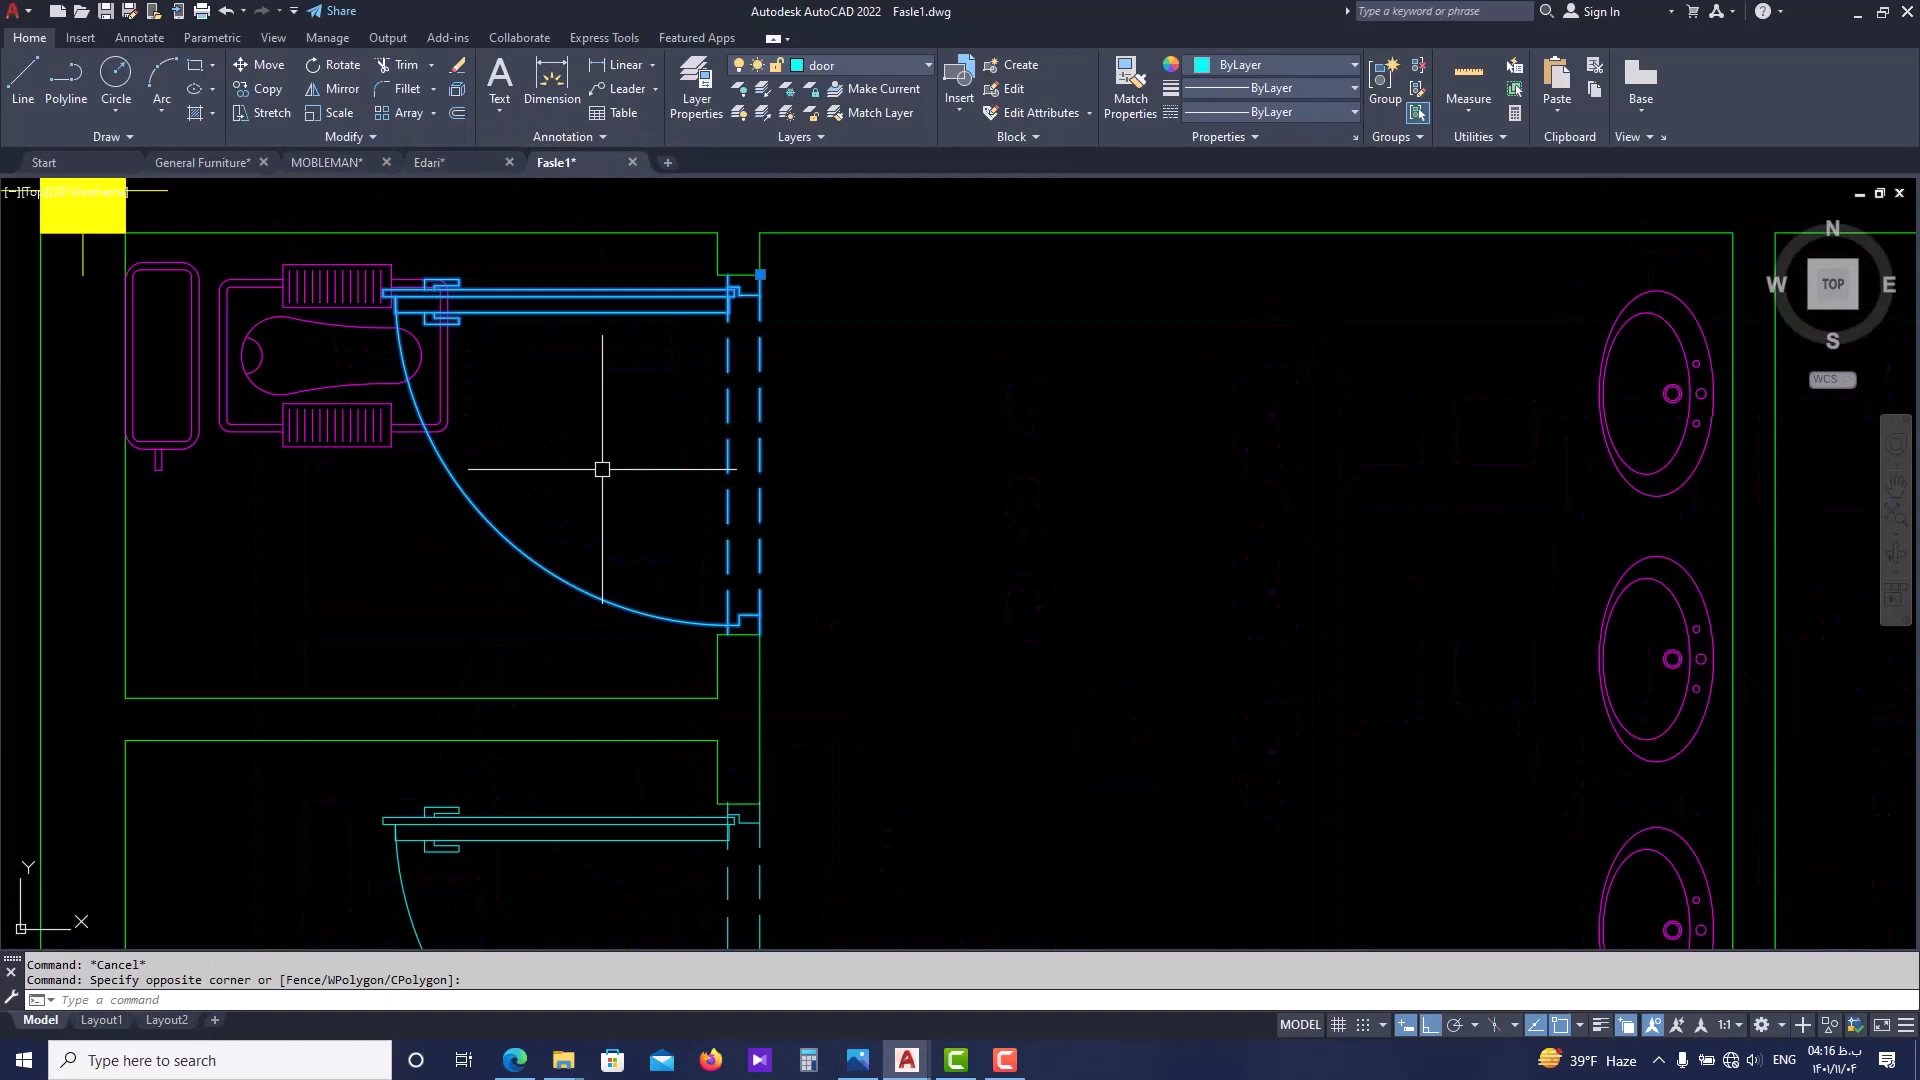 Share
Autodesk AutoCAD 2022 Fasle1.dwg
Type a keyword or phrase
Sign In
Home Insert Annotate Parametric View Manage Output Add-ins Collaborate Express Tools Featured Apps
Line
Polyline
Circle
Arc
Move
Rotate
Trim
Copy
Mirror
Fillet
Stretch
Scale
Array
Text
Dimension
Linear
Leader
Table
Layer
Properties
door
Make Current
Match Layer
Insert
Create
Edit
Edit Attributes
Match
Properties
ByLayer
ByLayer
ByLayer
Group
Measure
Paste
Base
Draw Modify Annotation Layers Block Properties Groups Utilities Clipboard View
Start General Furniture* MOBLEMAN* Edari* Fasle1*
N
W TOP E
S
WCS
Y
X
Command: *Cancel*
Command: Specify opposite corner or [Fence/WPolygon/CPolygon]:
Type a command
Model Layout1 Layout2
MODEL 1:1
Type here to search
39°F Haze
ENG
04:16 ب.ظ
۱۴۰۱/۱۱/۰۴